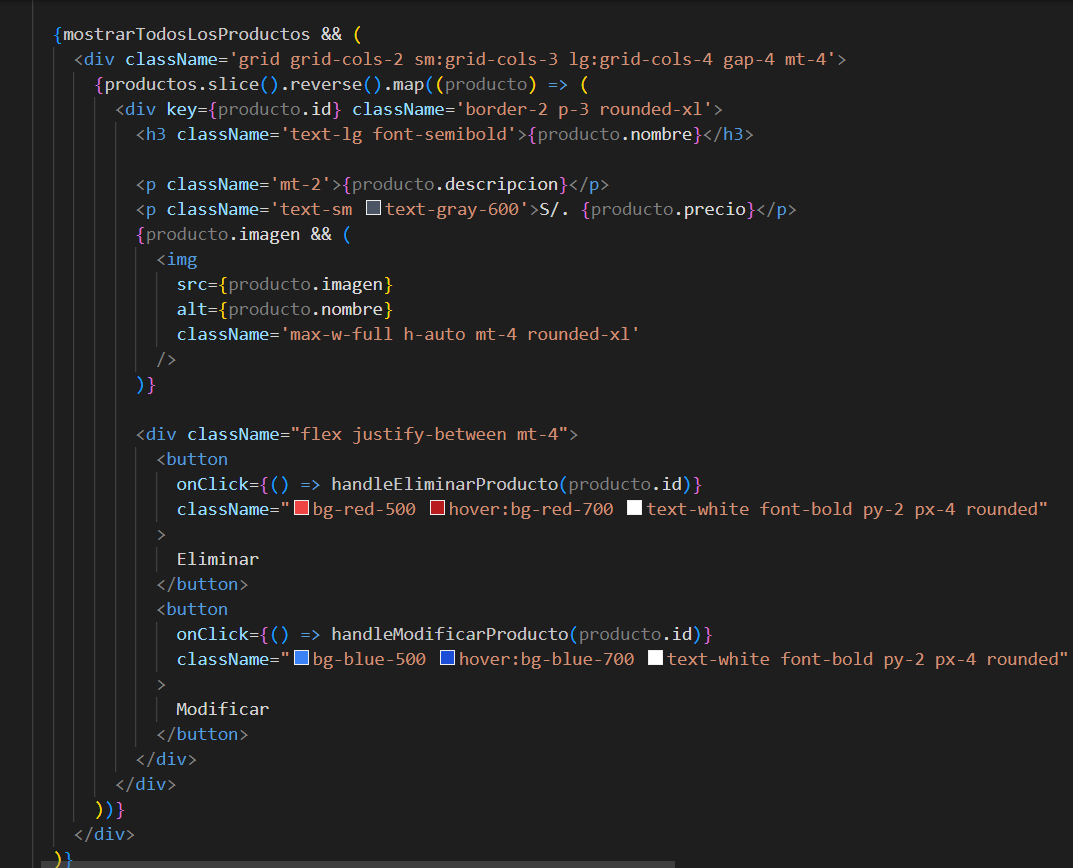 {mostrarTodosLosProductos && (
<div className='grid grid-cols-2 sm:grid-cols-3 lg:grid-cols-4 gap-4 mt-4'>
{productos.slice().reverse().map((producto) => (
<div key={producto.id} className='border-2 p-3 rounded-xl'>
<h3 className='text-lg font-semibold'>{producto.nombre}</h3>
<p className='mt-2'>{producto.descripcion}</p>
<p className='text-sm text-gray-600'>S/. {producto.precio}</p>
{producto.imagen && (
<img
src={producto.imagen}
alt={producto.nombre}
className='max-w-full h-auto mt-4 rounded-xl'
/>
)}
<div className="flex justify-between mt-4">
<button
onClick={() => handleEliminarProducto(producto.id)}
className="bg-red-500 hover:bg-red-700 text-white font-bold py-2 px-4 rounded"
>
Eliminar
</button>
<button
onClick={() => handleModificarProducto(producto.id)}
className="bg-blue-500 hover:bg-blue-700 text-white font-bold py-2 px-4 rounded"
>
Modificar
</button>
</div>
</div>
))}
</div>
)}